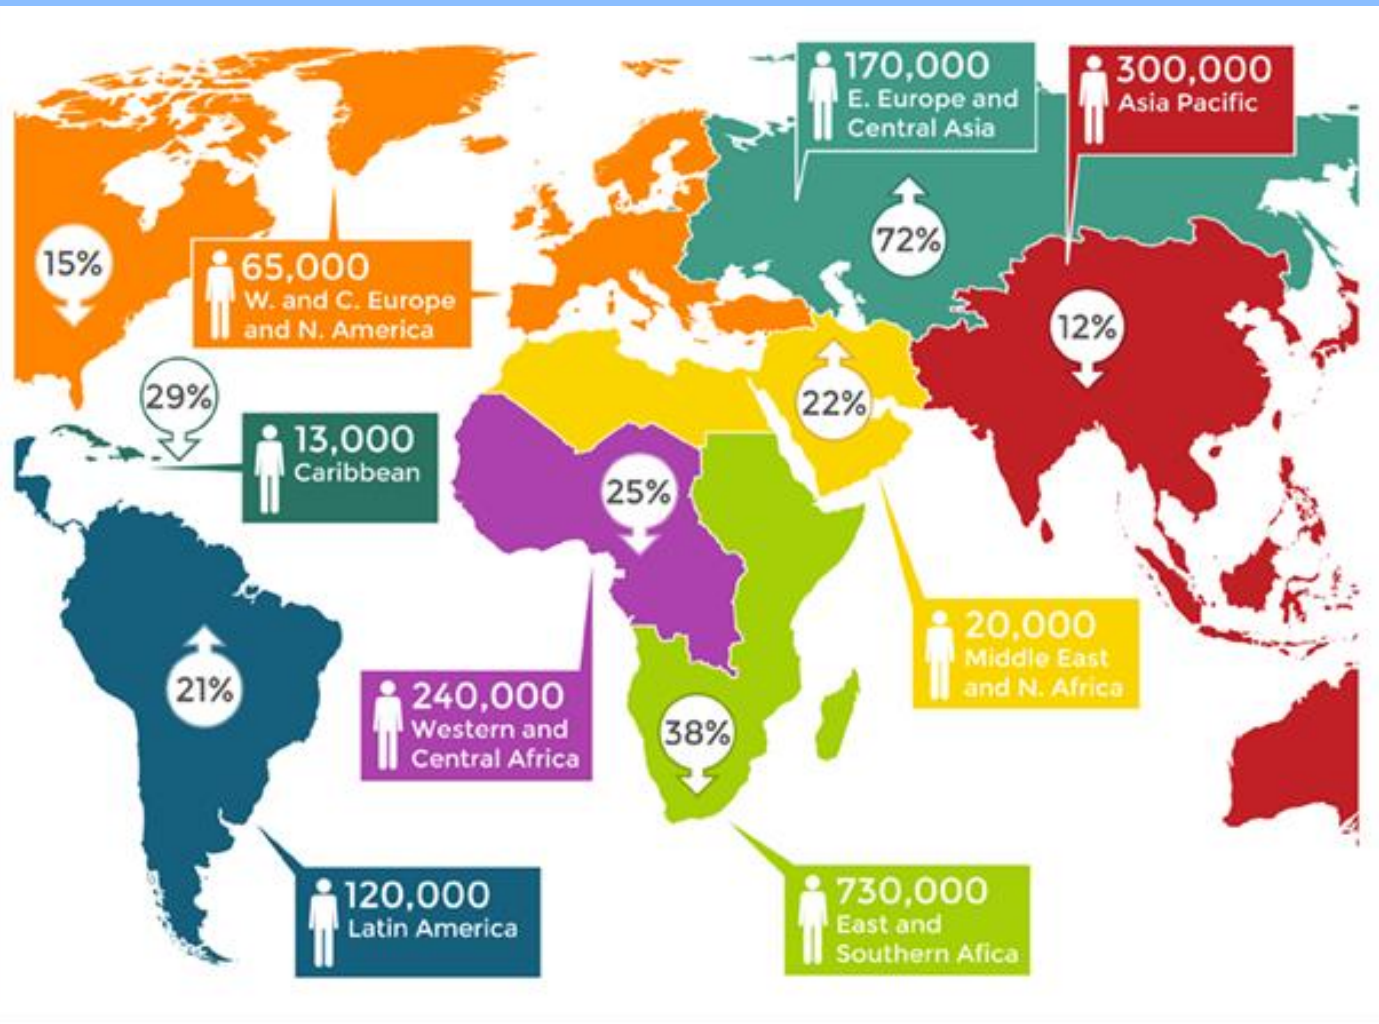 170,000
E. Europe and
Central Asia
300,000
Asia Pacific
72%
15%
65,000
W. and C. Europe
and N. America
12%
29%
22%
13,000
Caribbean
25%
20,000
Middle East
and N. Africa
21%
240,000
Western and
Central Africa
38%
120,000
Latin America
730,000
East and
Southern Afica